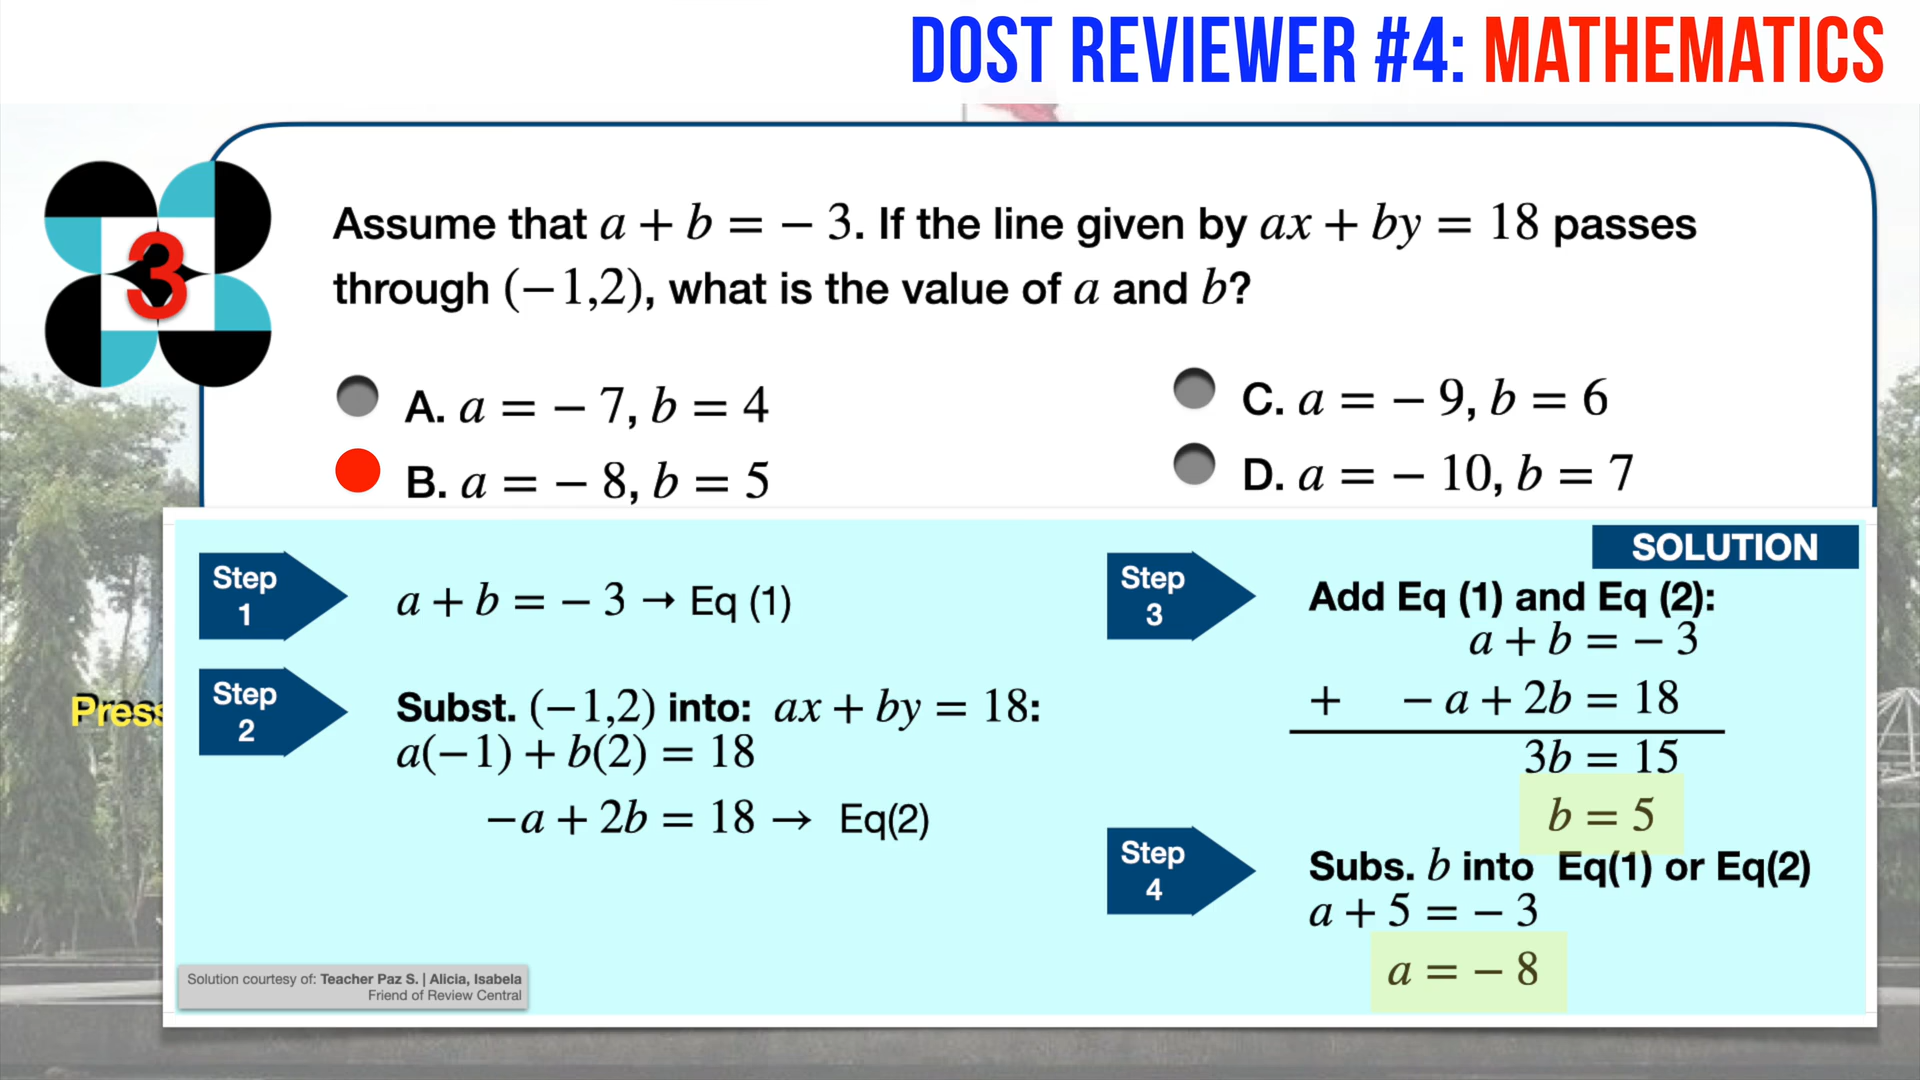 DOST REVIEWER #4: MATHEMATICS
3
Assume that a + b = − 3. If the line given by ax + by = 18 passes
through (−1,2), what is the value of a and b?
A. a = − 7, b = 4
B. a = − 8, b = 5
C. a = − 9, b = 6
D. a = − 10, b = 7
SOLUTION
Step
1
a + b = − 3 → Eq (1)
Step
2
Subst. (−1,2) into: ax + by = 18:
a(−1) + b(2) = 18
−a + 2b = 18 → Eq(2)
Step
3
Add Eq (1) and Eq (2):
a + b = − 3
+ − a + 2b = 18
3b = 15
b = 5
Step
4
Subs. b into Eq(1) or Eq(2)
a + 5 = − 3
a = − 8
Press
Solution courtesy of: Teacher Paz S. | Alicia, Isabela
Friend of Review Central